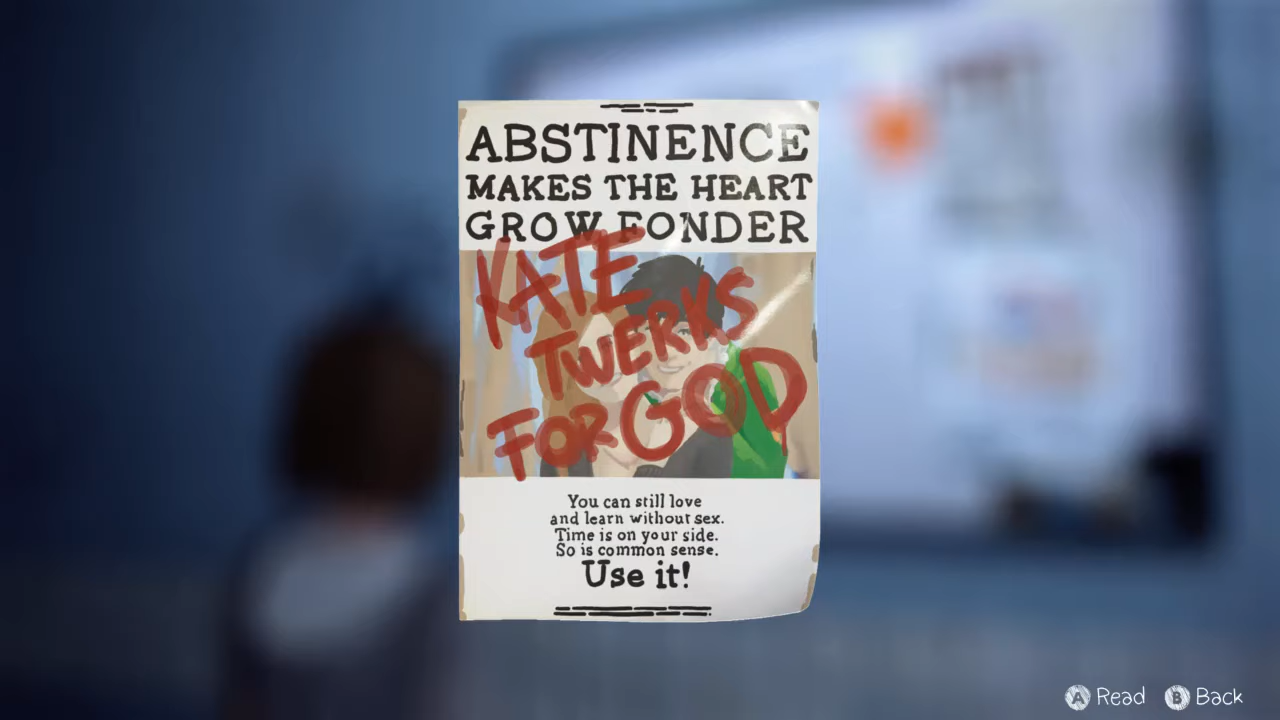 ABSTINENCE
MAKES THE HEART
GROW FONDER
KATE
TWERKS
FOR GOD
You can still love
and learn without sex.
Time is on your side.
So is common sense.
Use it!
A Read B Back